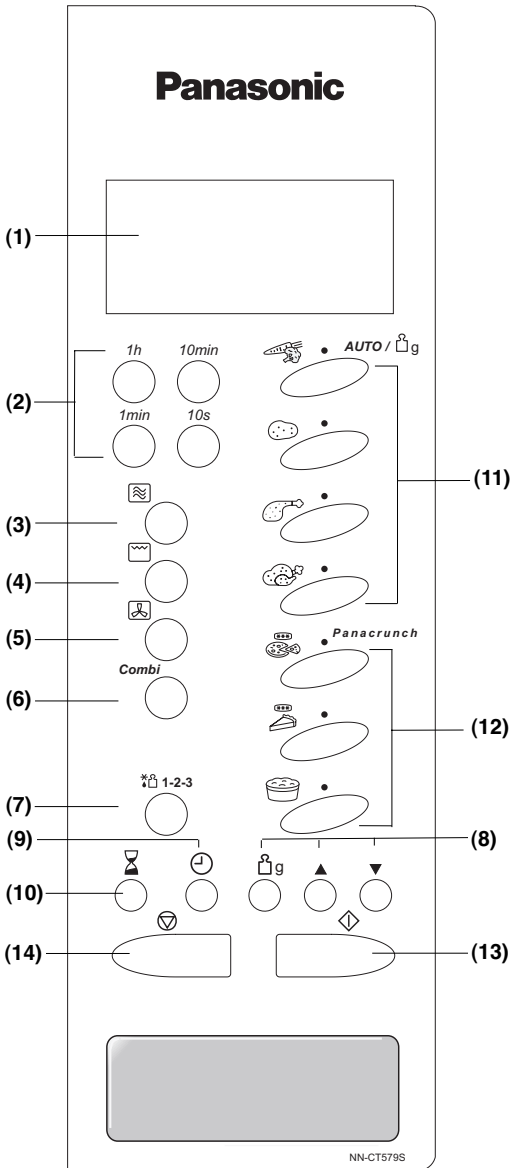 Panasonic
(1)
1h 10min
AUTO / g
(2)
1min 10s
(11)
(3)
(4)
(5)
Panacrunch
Combi
(6)
(12)
1-2-3
(7)
(9)
(8)
g
(10)
(14)
(13)
NN-CT579S